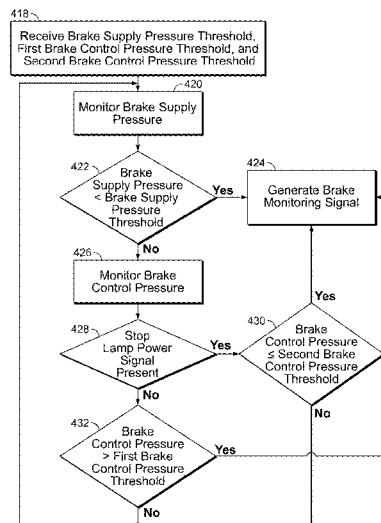 418
Receive Brake Supply Pressure Threshold,
First Brake Control Pressure Threshold, and
Second Brake Control Pressure Threshold
420
Monitor Brake Supply
Pressure
422
Brake
Supply Pressure
< Brake Supply
Pressure
Threshold
Yes
No
424
Generate Brake
Monitoring Signal
426
Monitor Brake
Control Pressure
428
Stop
Lamp Power
Signal
Present
Yes
No
430
Brake
Control Pressure
≤ Second Brake
Control Pressure
Threshold
Yes
No
432
Brake
Control Pressure
> First Brake
Control Pressure
Threshold
Yes
No